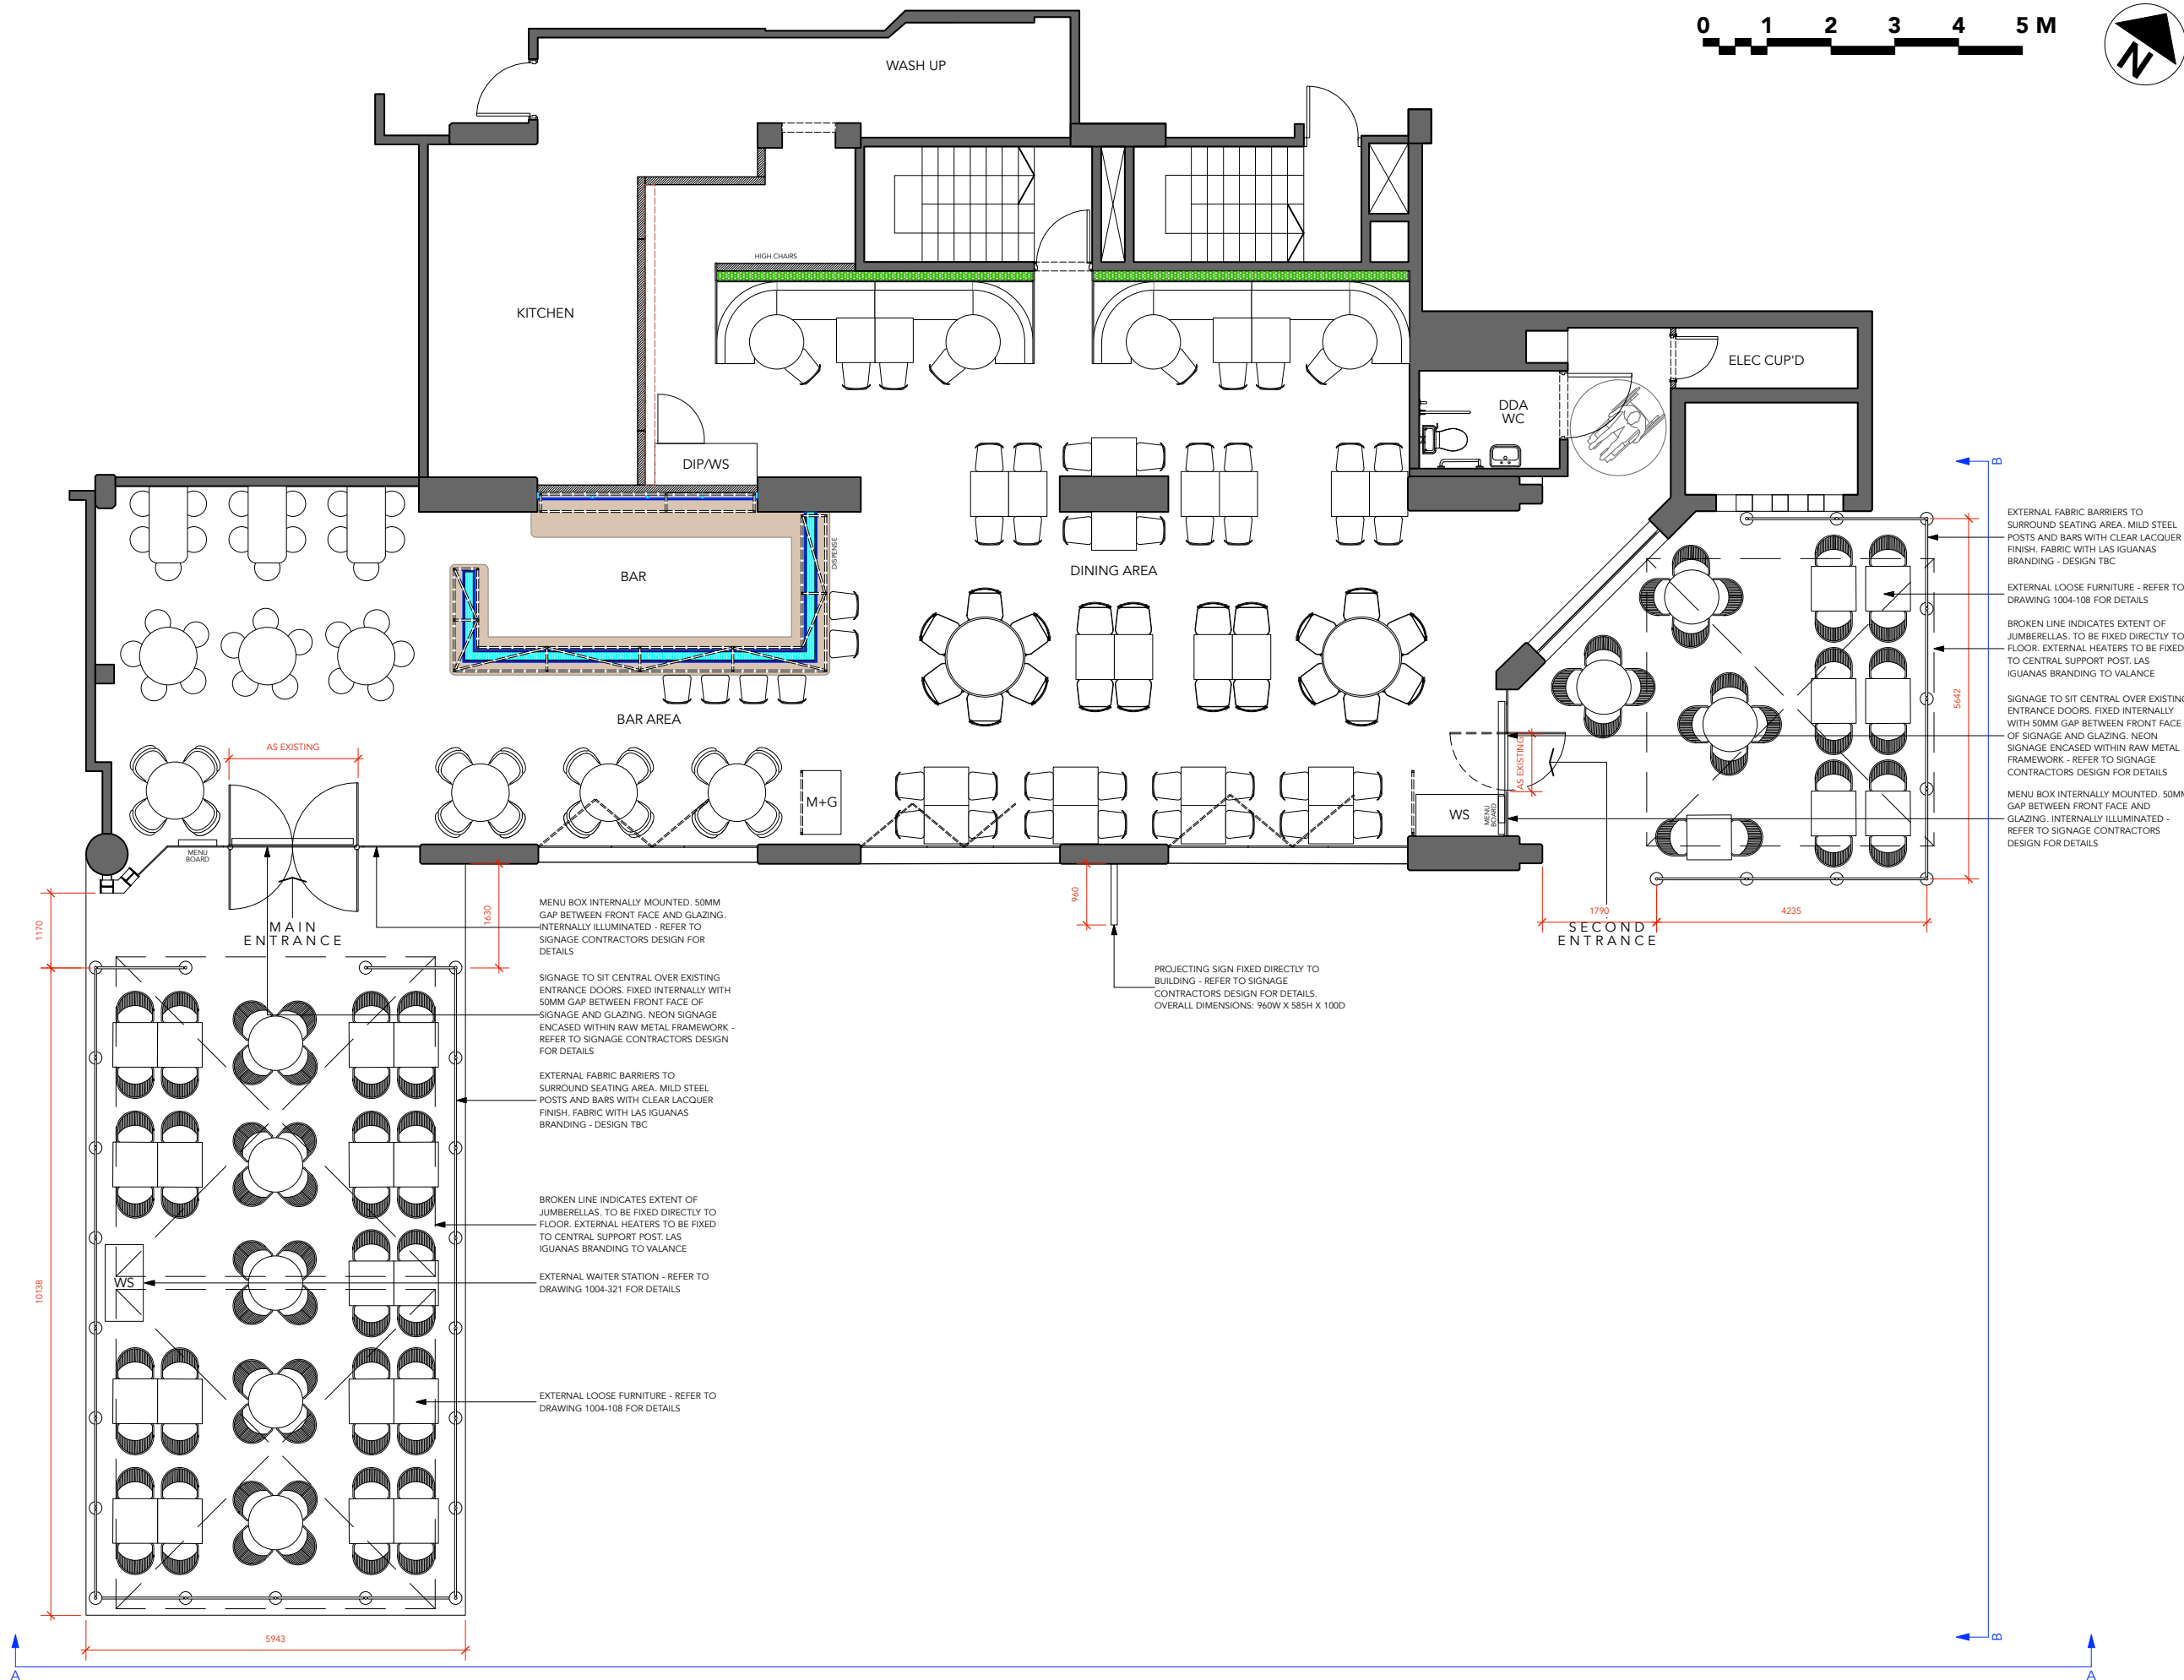 0 1 2 3 4 5 M
N
WASH UP
HIGH CHAIRS
KITCHEN
ELEC CUP'D
DDA
WC
DIP/WS
B
DISPENSE
BAR
DINING AREA
BAR AREA
AS EXISTING
M+G
AS EXISTING
WS
MENU
BOARD
MENU
BOARD
MAIN
ENTRANCE
SECOND
ENTRANCE
1170
1630
960
1790
4235
5642
10138
5943
EXTERNAL FABRIC BARRIERS TO
SURROUND SEATING AREA. MILD STEEL
POSTS AND BARS WITH CLEAR LACQUER
FINISH. FABRIC WITH LAS IGUANAS
BRANDING - DESIGN TBC
EXTERNAL LOOSE FURNITURE - REFER TO
DRAWING 1004-108 FOR DETAILS
BROKEN LINE INDICATES EXTENT OF
JUMBERELLAS. TO BE FIXED DIRECTLY TO
FLOOR. EXTERNAL HEATERS TO BE FIXED
TO CENTRAL SUPPORT POST. LAS
IGUANAS BRANDING TO VALANCE
SIGNAGE TO SIT CENTRAL OVER EXISTING
ENTRANCE DOORS. FIXED INTERNALLY
WITH 50MM GAP BETWEEN FRONT FACE
OF SIGNAGE AND GLAZING. NEON
SIGNAGE ENCASED WITHIN RAW METAL
FRAMEWORK - REFER TO SIGNAGE
CONTRACTORS DESIGN FOR DETAILS
MENU BOX INTERNALLY MOUNTED. 50MM
GAP BETWEEN FRONT FACE AND
GLAZING. INTERNALLY ILLUMINATED -
REFER TO SIGNAGE CONTRACTORS
DESIGN FOR DETAILS
MENU BOX INTERNALLY MOUNTED. 50MM
GAP BETWEEN FRONT FACE AND GLAZING.
INTERNALLY ILLUMINATED - REFER TO
SIGNAGE CONTRACTORS DESIGN FOR
DETAILS
SIGNAGE TO SIT CENTRAL OVER EXISTING
ENTRANCE DOORS. FIXED INTERNALLY WITH
50MM GAP BETWEEN FRONT FACE OF
SIGNAGE AND GLAZING. NEON SIGNAGE
ENCASED WITHIN RAW METAL FRAMEWORK -
REFER TO SIGNAGE CONTRACTORS DESIGN
FOR DETAILS
EXTERNAL FABRIC BARRIERS TO
SURROUND SEATING AREA. MILD STEEL
POSTS AND BARS WITH CLEAR LACQUER
FINISH. FABRIC WITH LAS IGUANAS
BRANDING - DESIGN TBC
PROJECTING SIGN FIXED DIRECTLY TO
BUILDING - REFER TO SIGNAGE
CONTRACTORS DESIGN FOR DETAILS.
OVERALL DIMENSIONS: 960W X 585H X 100D
BROKEN LINE INDICATES EXTENT OF
JUMBERELLAS. TO BE FIXED DIRECTLY TO
FLOOR. EXTERNAL HEATERS TO BE FIXED
TO CENTRAL SUPPORT POST. LAS
IGUANAS BRANDING TO VALANCE
WS
EXTERNAL WAITER STATION - REFER TO
DRAWING 1004-321 FOR DETAILS
EXTERNAL LOOSE FURNITURE - REFER TO
DRAWING 1004-108 FOR DETAILS
B
A
A